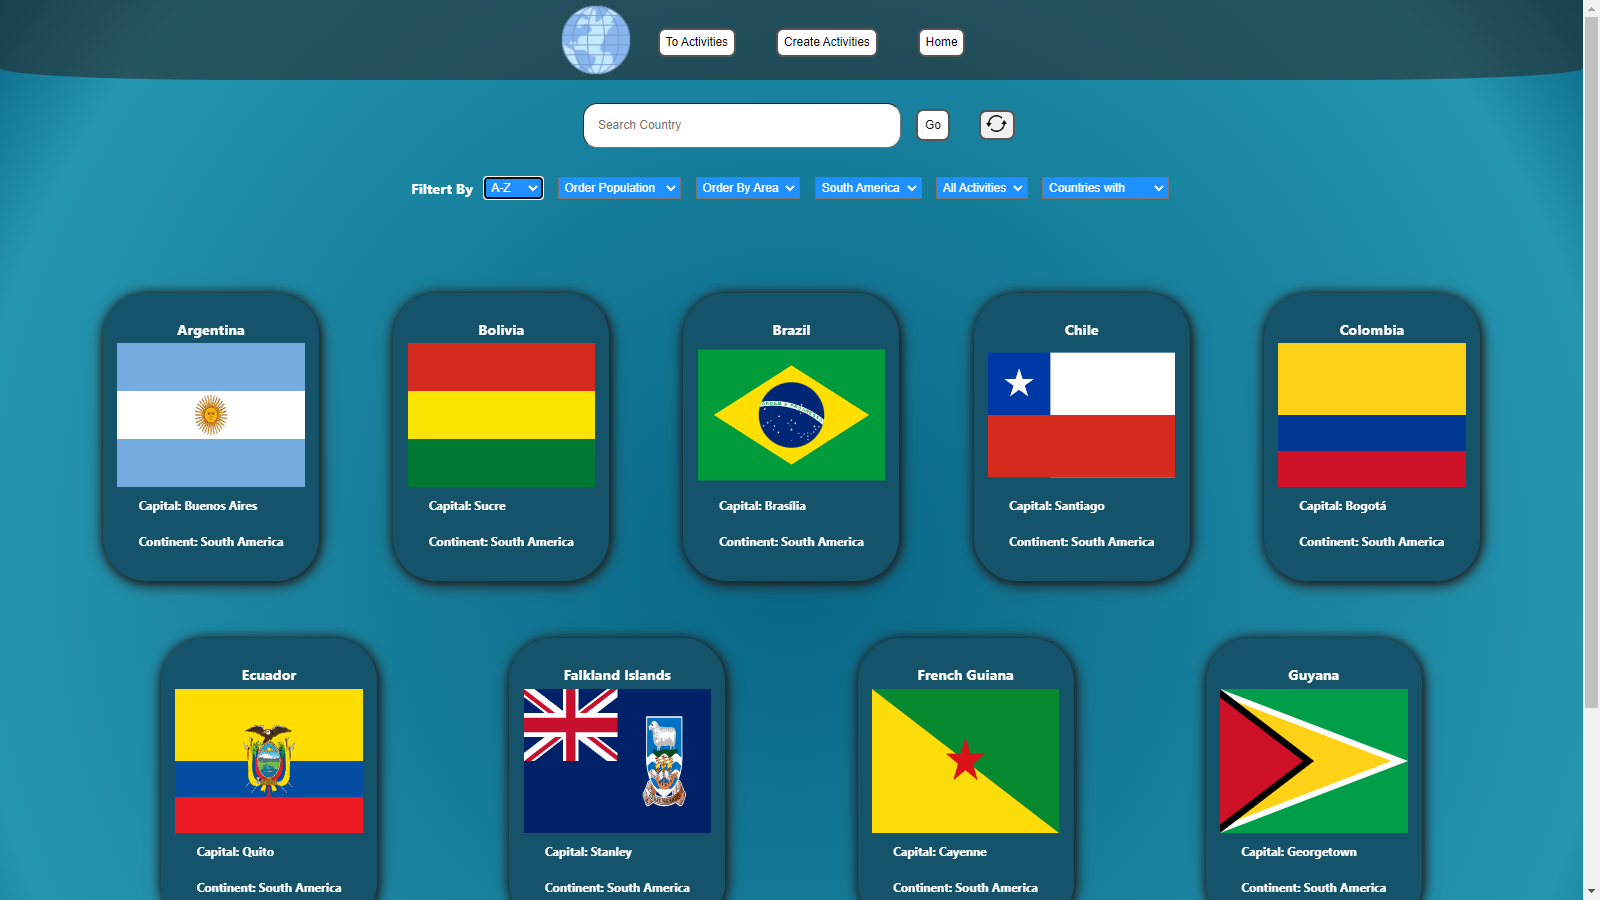 To Activities
Create Activities
Home
Search Country
Go
Filtert By
A-Z
Order Population
Order By Area
South America
All Activities
Countries with
Argentina
Bolivia
Brazil
Chile
Colombia
Capital: Buenos Aires
Capital: Sucre
Capital: Brasília
Capital: Santiago
Capital: Bogotá
Continent: South America
Continent: South America
Continent: South America
Continent: South America
Continent: South America
Ecuador
Falkland Islands
French Guiana
Guyana
Capital: Quito
Capital: Stanley
Capital: Cayenne
Capital: Georgetown
Continent: South America
Continent: South America
Continent: South America
Continent: South America